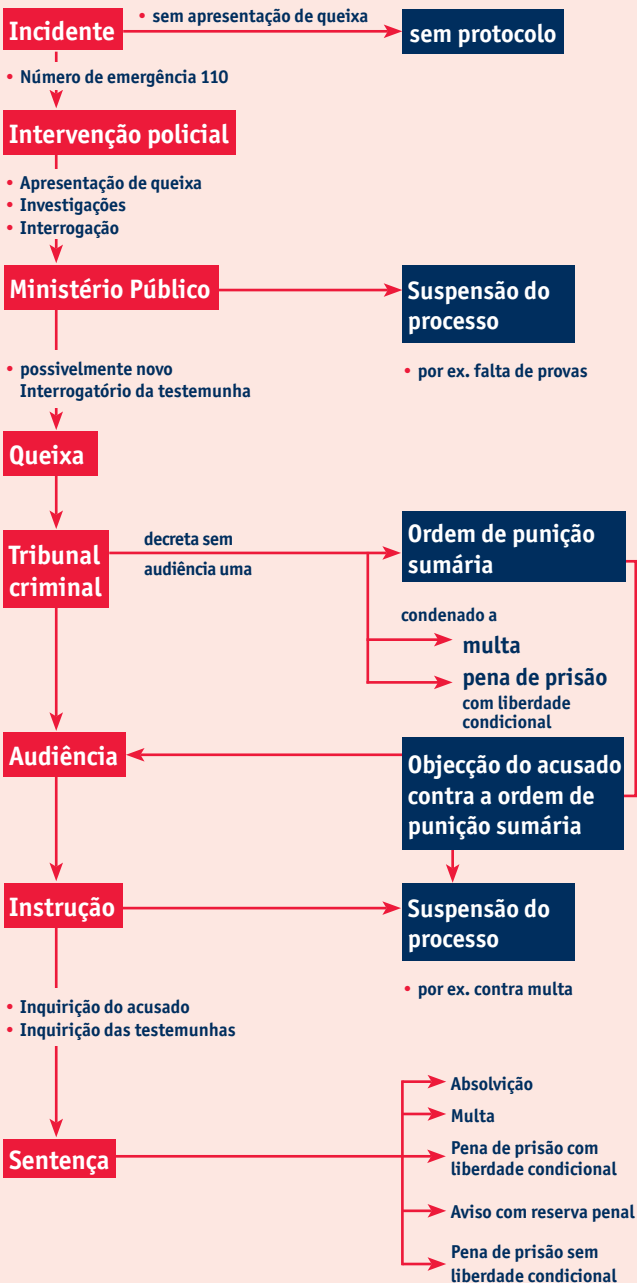 Incidente
• sem apresentação de queixa
sem protocolo
• Número de emergência 110
Intervenção policial
• Apresentação de queixa
• Investigações
• Interrogação
Ministério Público
Suspensão do
processo
• possivelmente novo
Interrogatório da testemunha
• por ex. falta de provas
Queixa
Tribunal
criminal
decreta sem
audiência uma
Ordem de punição
sumária
condenado a
multa
pena de prisão
com liberdade
condicional
Audiência
Objecção do acusado
contra a ordem de
punição sumária
Instrução
Suspensão do
processo
• por ex. contra multa
• Inquirição do acusado
• Inquirição das testemunhas
Sentença
Absolvição
Multa
Pena de prisão com
liberdade condicional
Aviso com reserva penal
Pena de prisão sem
liberdade condicional